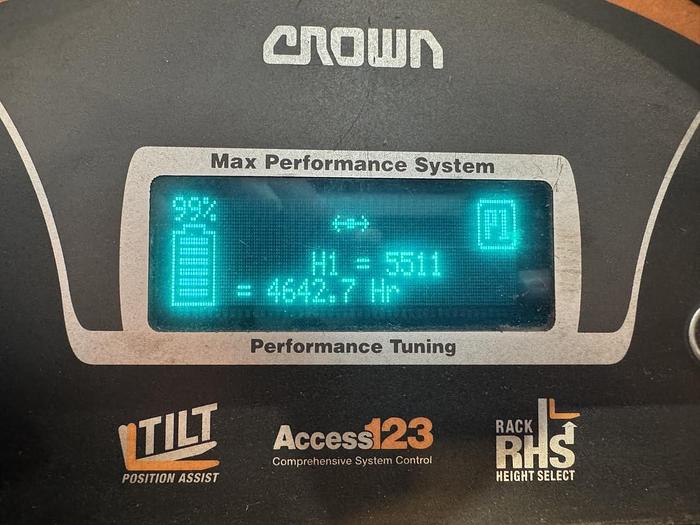 CROWN
Max Performance System
99%
P1
H1 = 5511
= 4642.7 Hr
Performance Tuning
TILT
POSITION ASSIST
Access123
Comprehensive System Control
RACK
RHS
HEIGHT SELECT